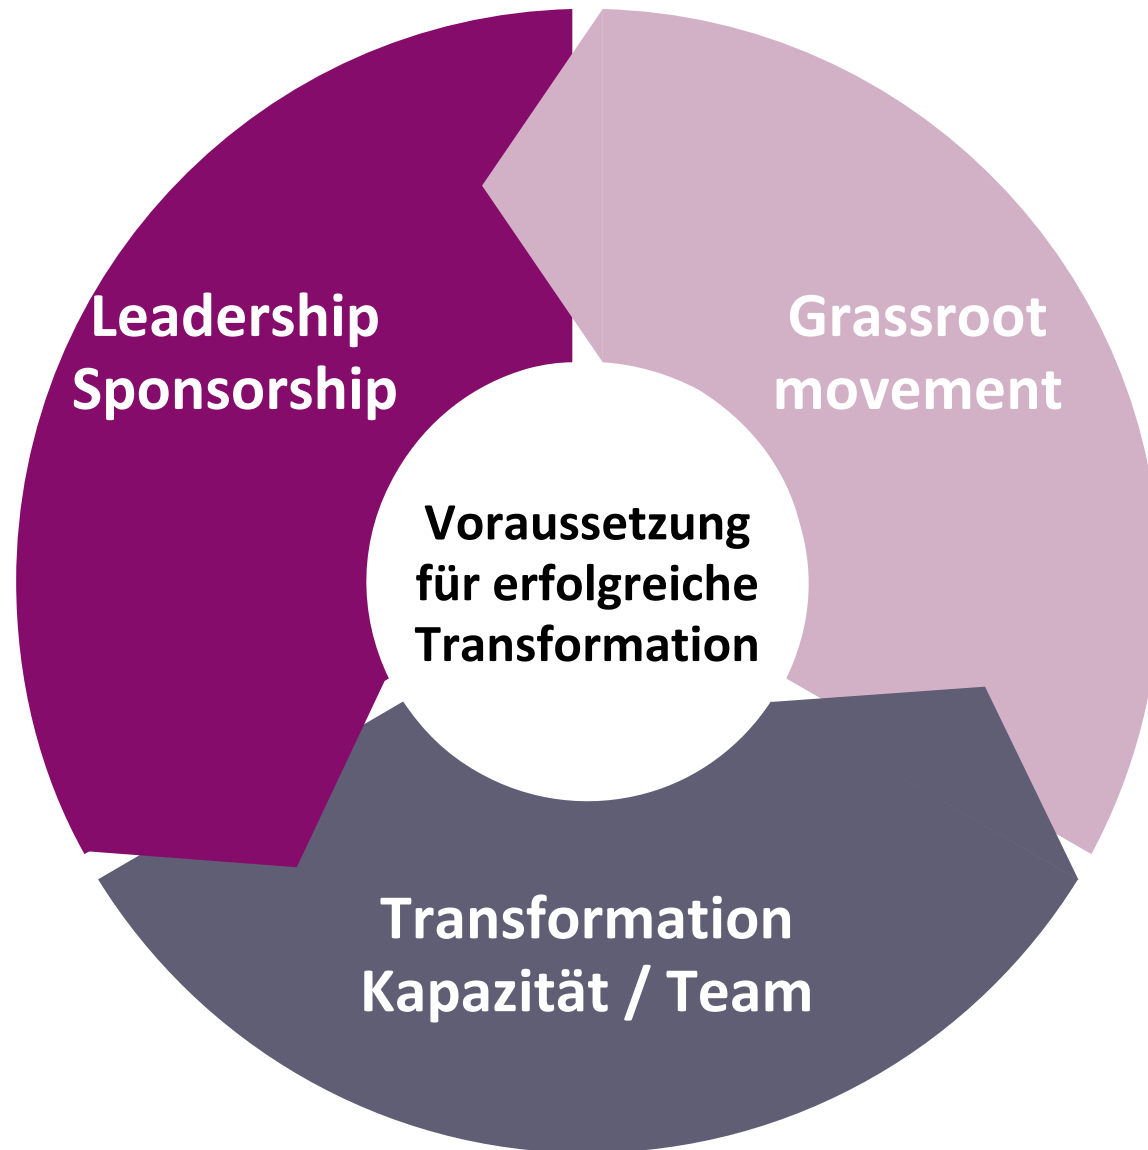 Leadership
Sponsorship
Grassroot
movement
Voraussetzung
für erfolgreiche
Transformation
Transformation
Kapazität / Team